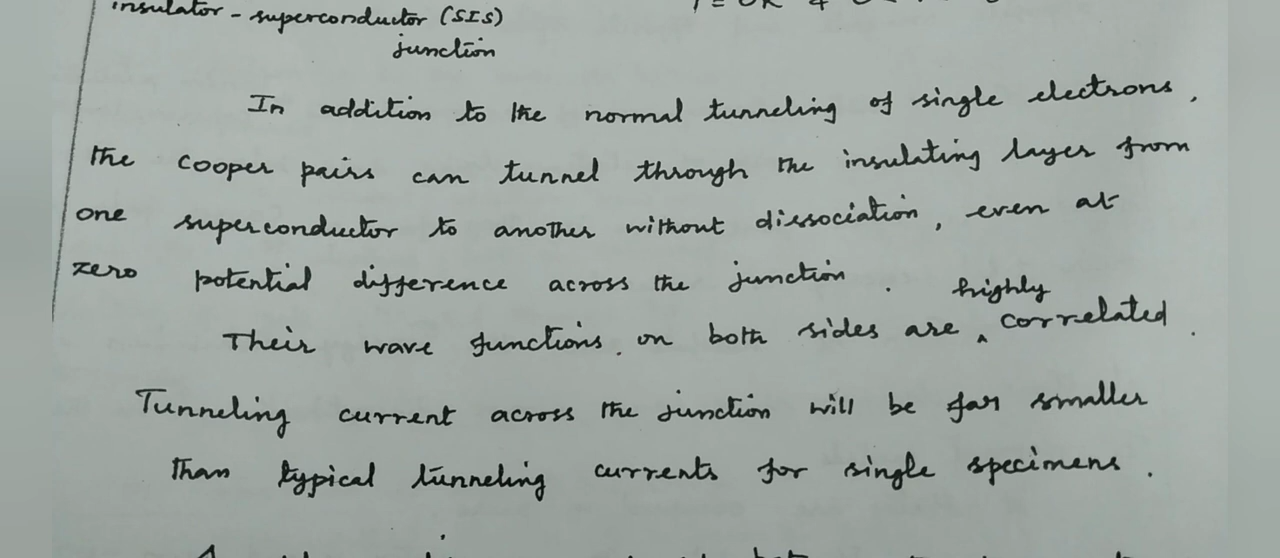 insulator - superconductor (SIS)
junction
In addition to the normal tunneling of single electrons,
the cooper pairs can tunnel through the insulating layer from
one superconductor to another without dissociation, even at
zero potential difference across the junction.
Their wave functions on both sides are highly correlated.
Tunneling current across the junction will be far smaller
than typical tunneling currents for single specimens.